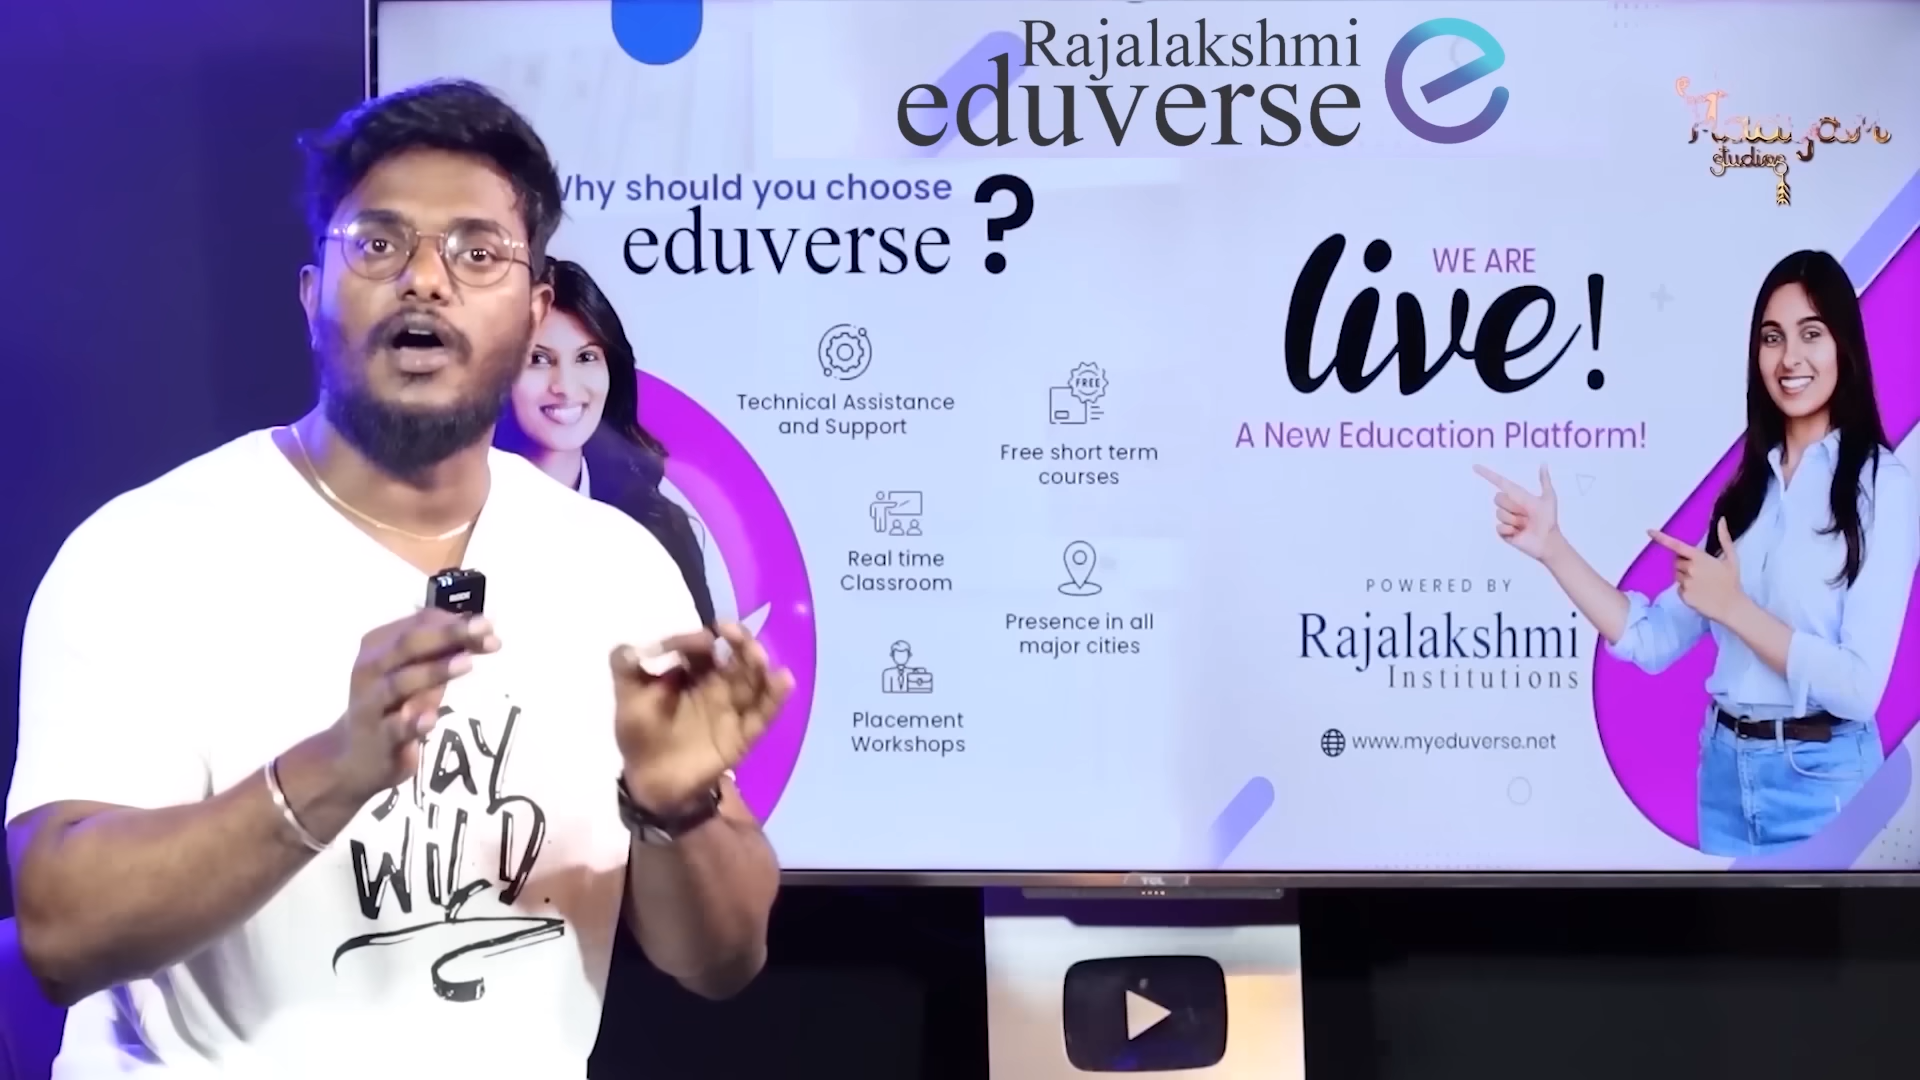 Rajalakshmi
eduverse
Why should you choose
eduverse ?
Technical Assistance
and Support
FREE
Free short term
courses
Real time
Classroom
Presence in all
major cities
Placement
Workshops
WE ARE
live!
A New Education Platform!
POWERED BY
Rajalakshmi
Institutions
www.myeduverse.net
studios
WILD
TCL